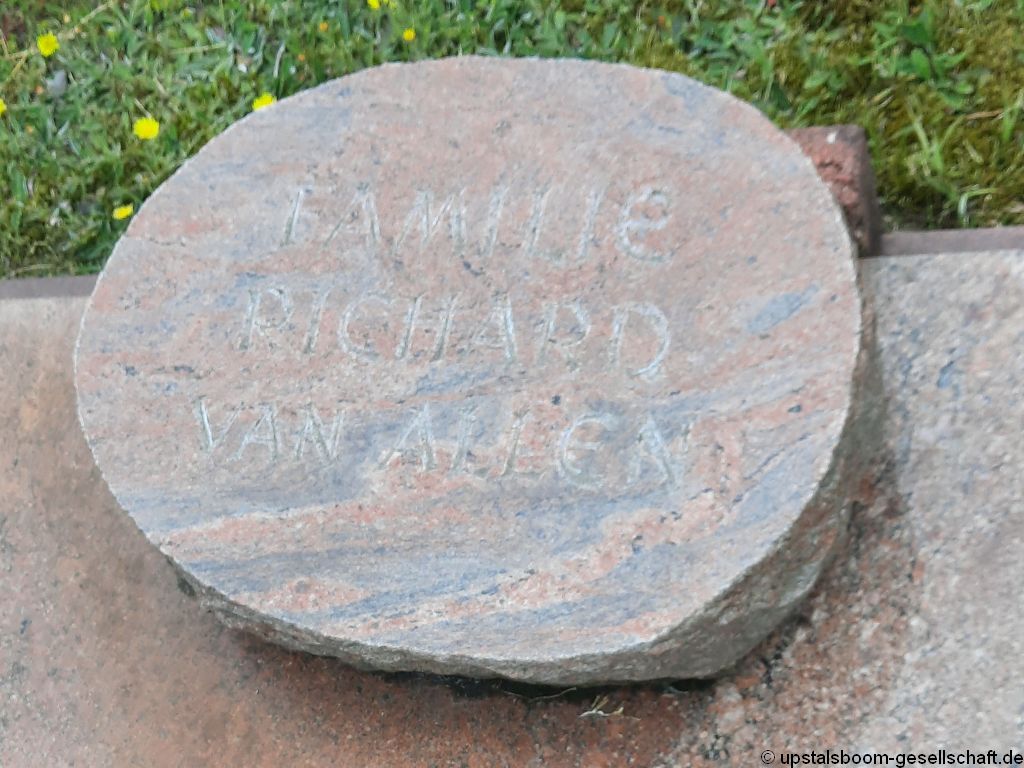 FAMILIE
RICHARD
VAN ALLEN
© upstalsboom-gesellschaft.de